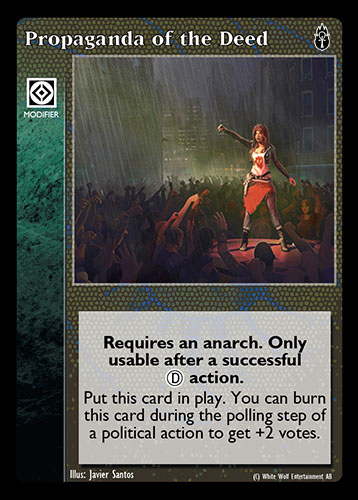 Propaganda of the Deed
MODIFIER
Requires an anarch. Only
usable after a successful
Ⓓ action.
Put this card in play. You can burn
this card during the polling step of
a political action to get +2 votes.
Illus: Javier Santos
(C) White Wolf Entertainment AB